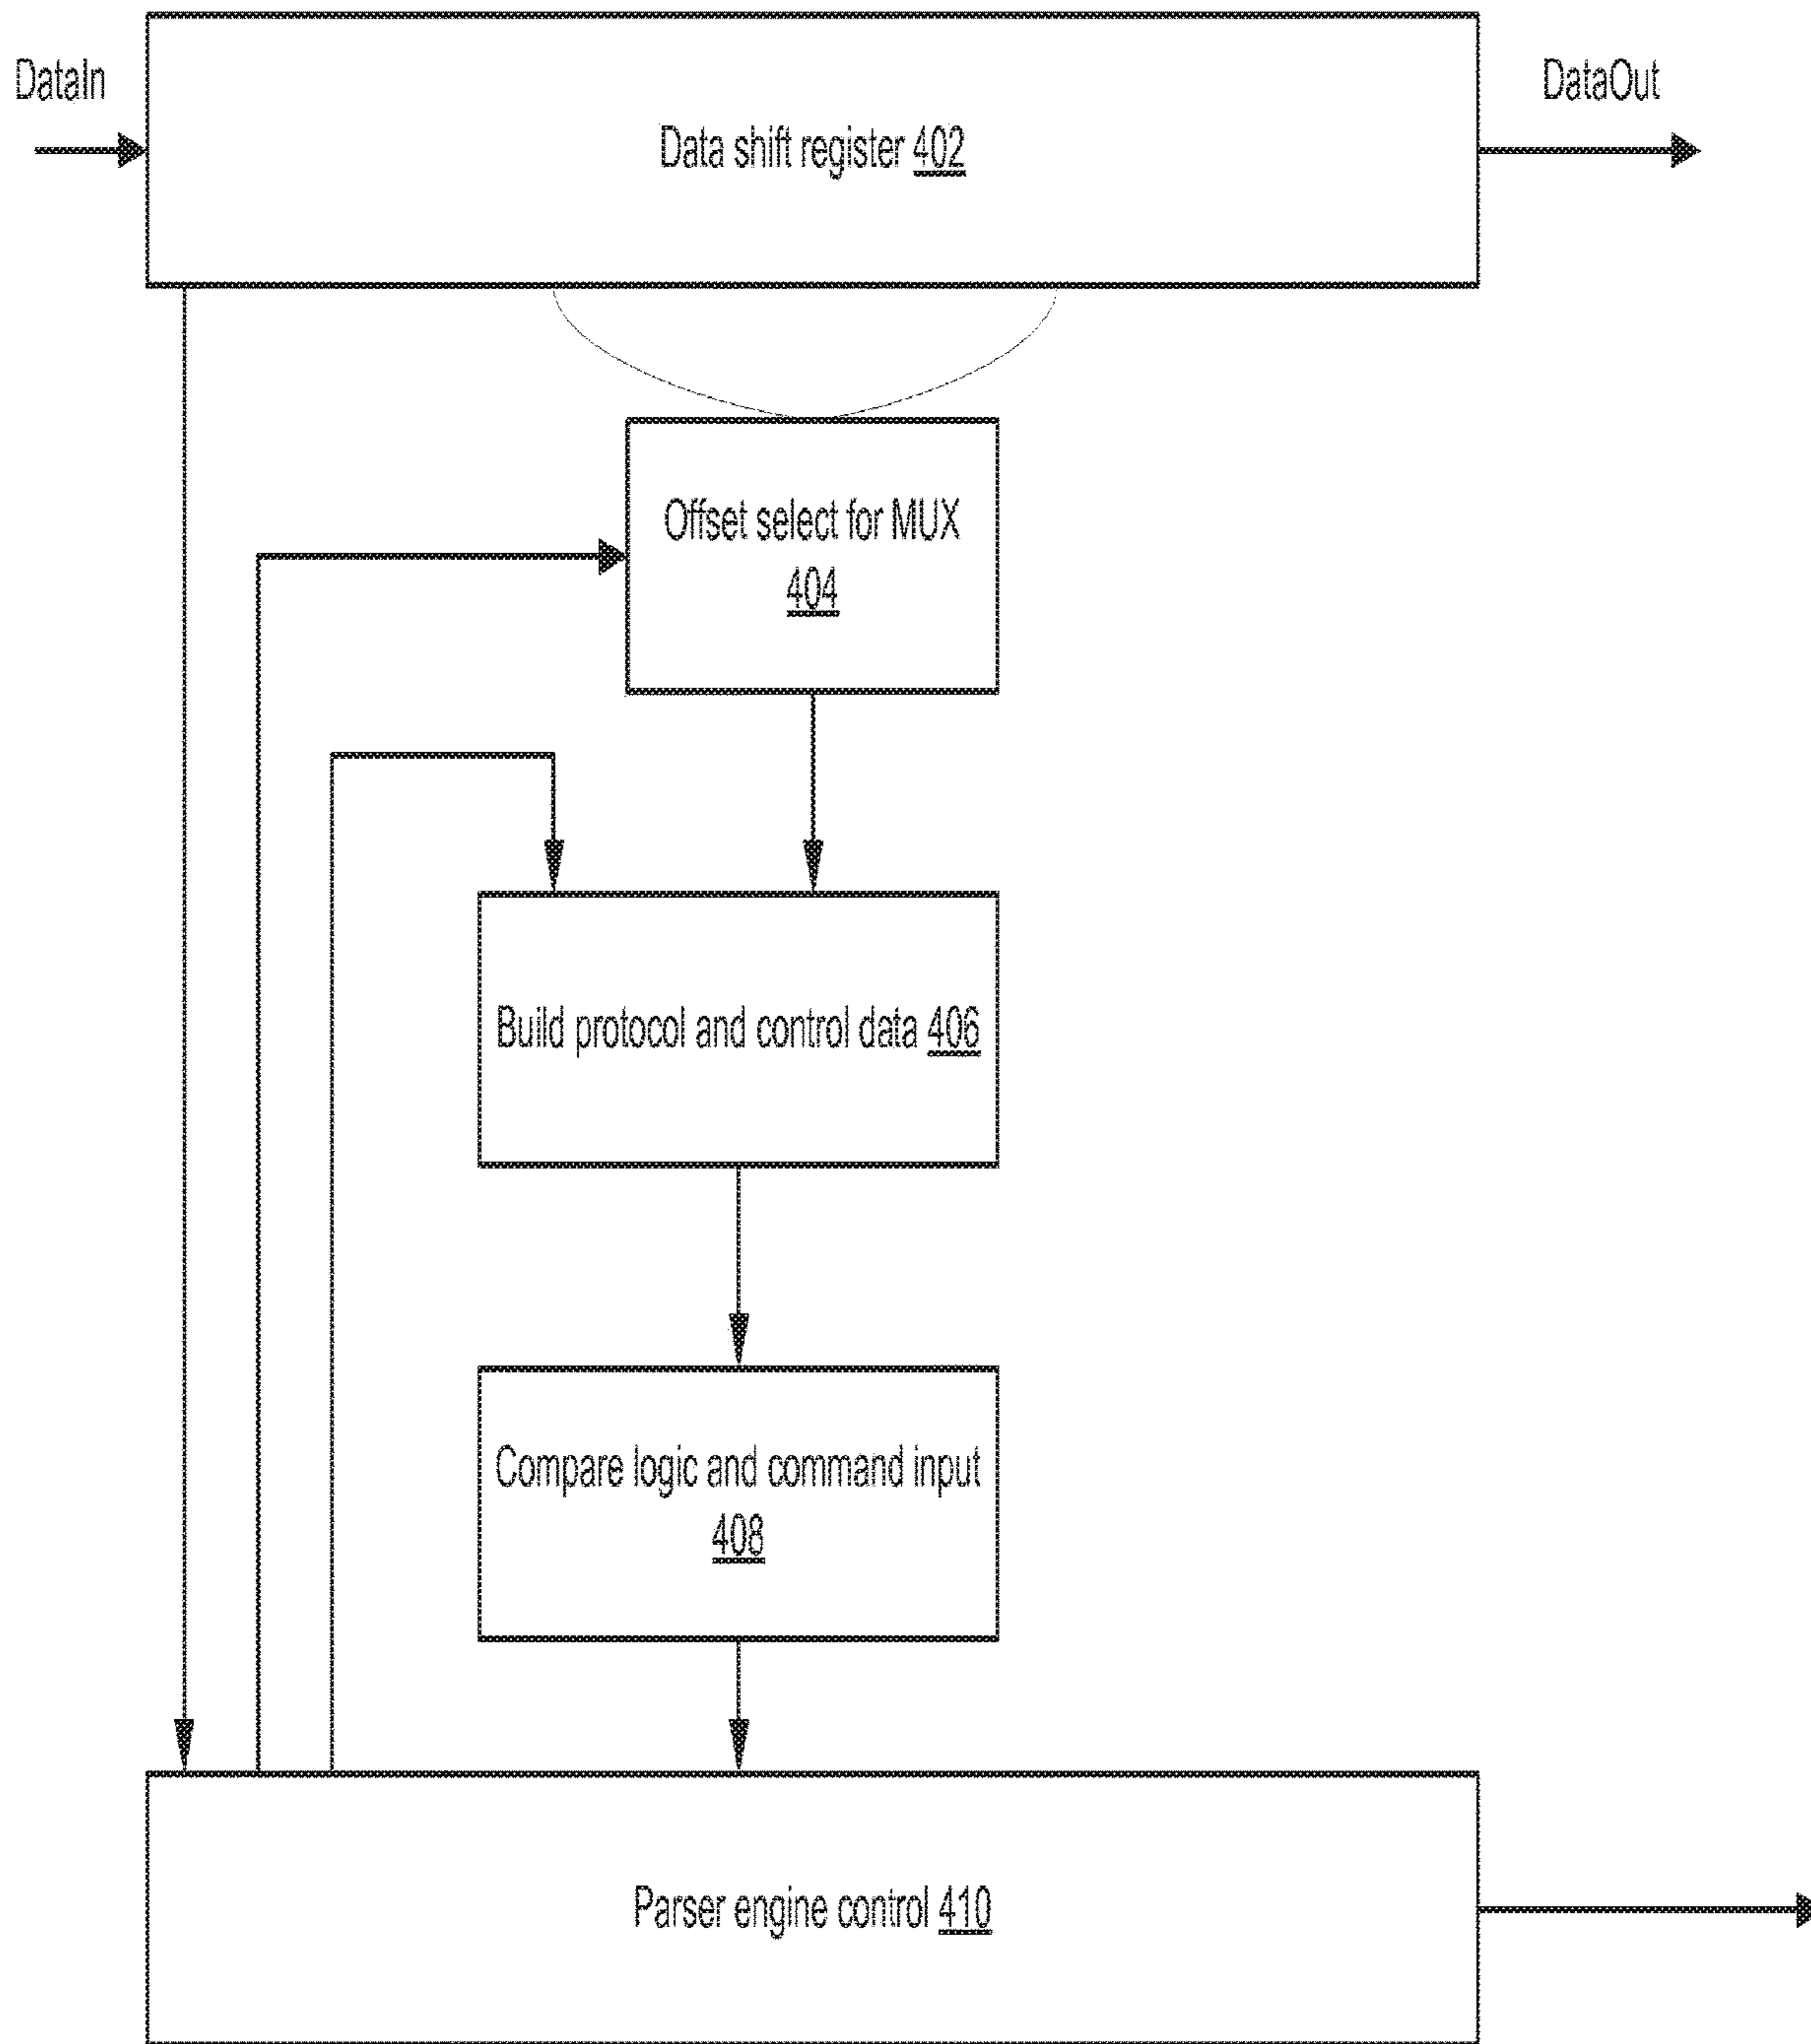 DataIn
DataOut
Data shift register 402
Offset select for MUX
404
Build protocol and control data 406
Compare logic and command input
408
Parser engine control 410